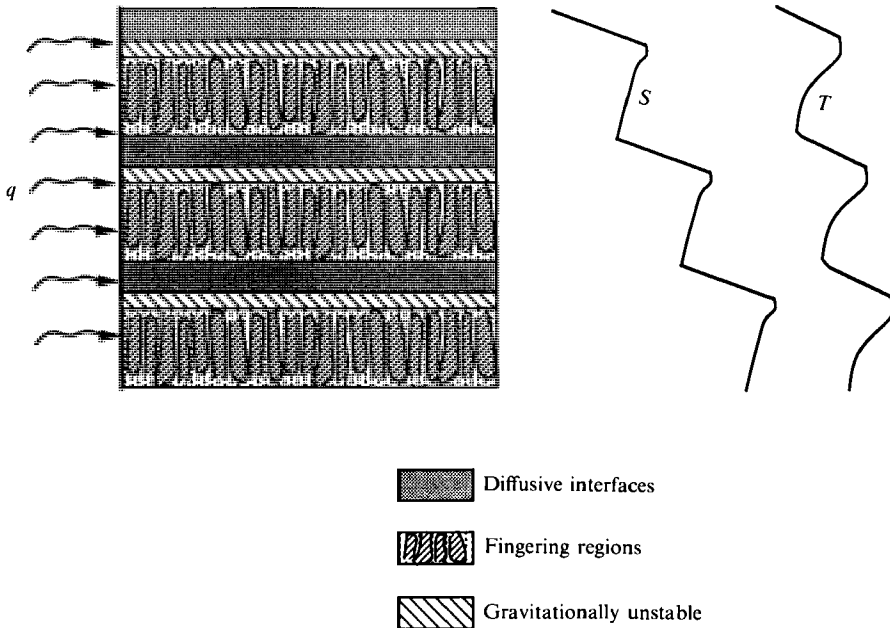 S
T
q
Diffusive interfaces
Fingering regions
Gravitationally unstable